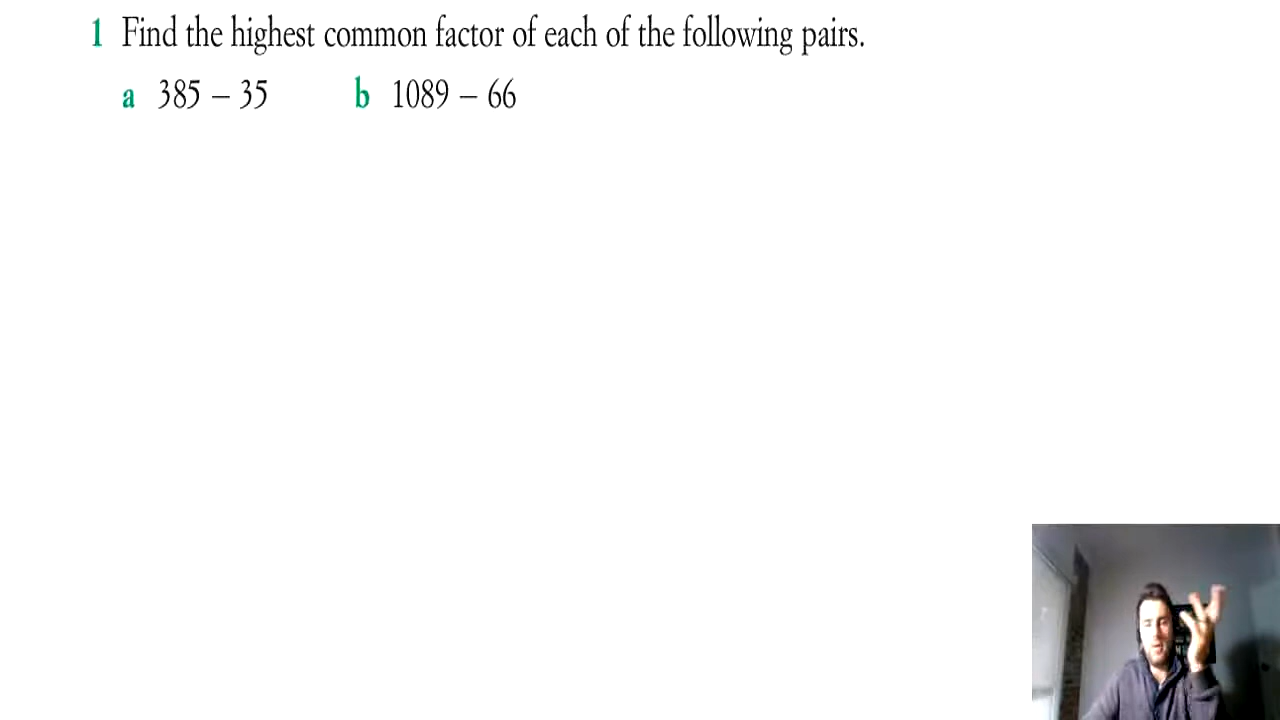 1 Find the highest common factor of each of the following pairs.
a 385 – 35 b 1089 – 66